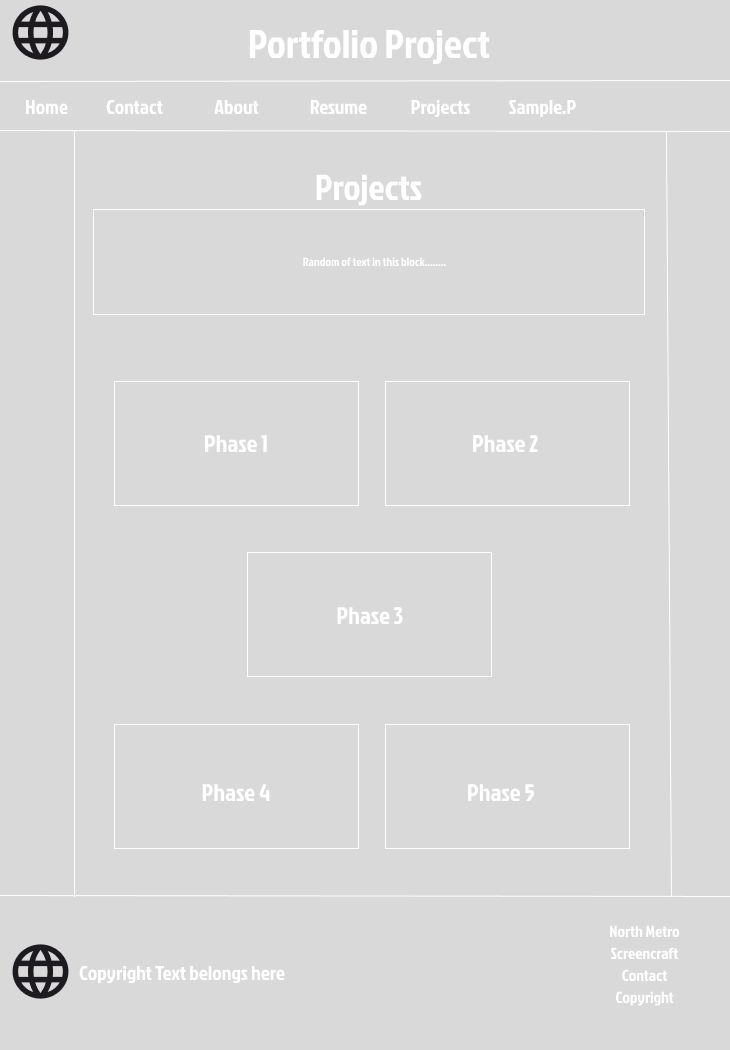 Portfolio Project
Home Contact About Resume Projects Sample.P
Projects
Random of text in this block........
Phase 1 Phase 2
Phase 3
Phase 4 Phase 5
North Metro
Screencraft
Contact
Copyright
Copyright Text belongs here